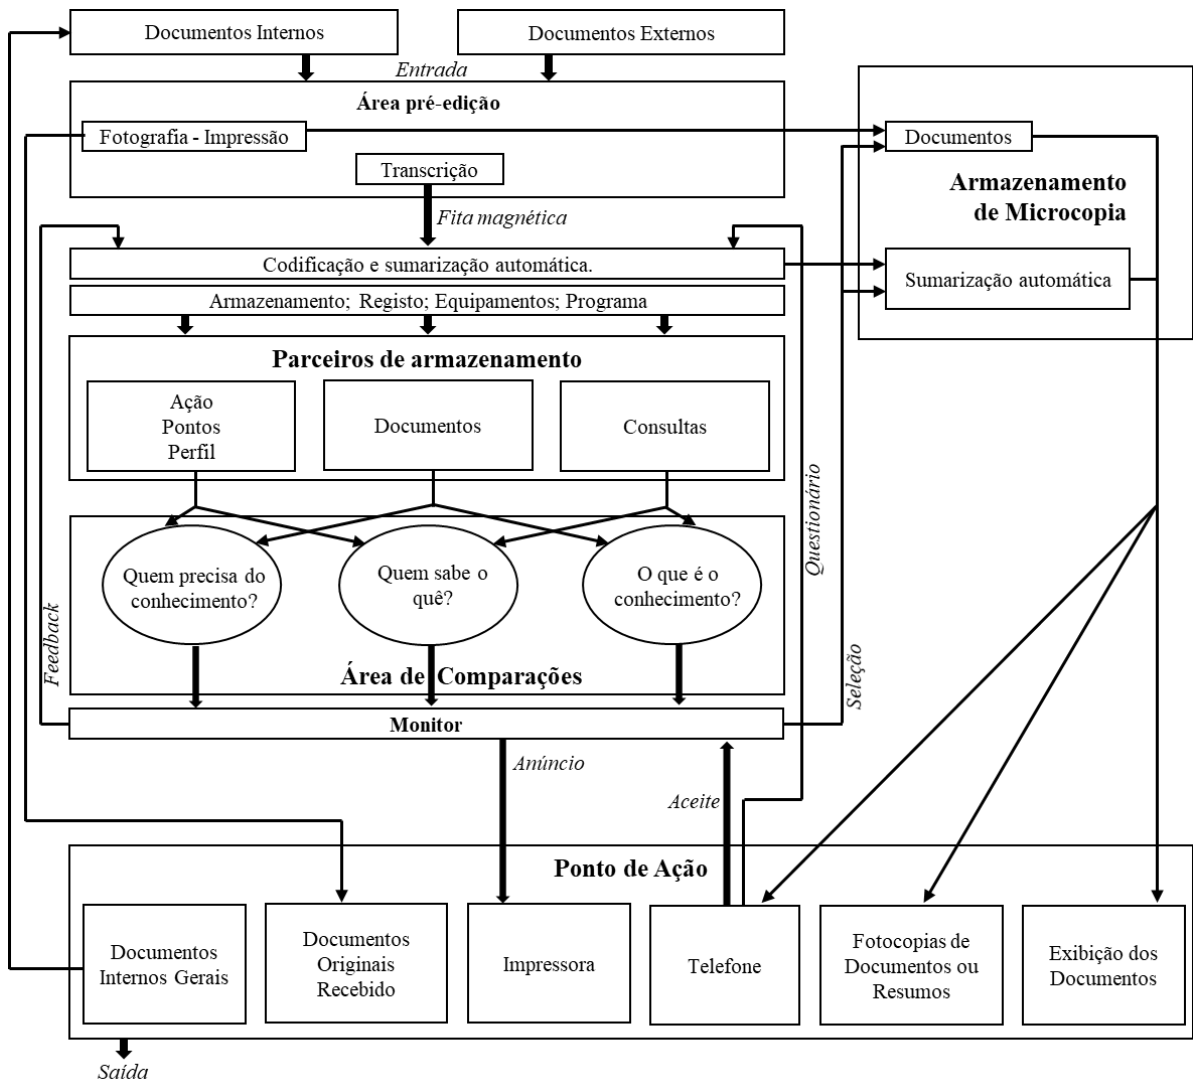 Documentos Internos
Documentos Externos
Entrada
Área pré-edição
Fotografia - Impressão
Documentos
Transcrição
Armazenamento
de Microcopia
Fita magnética
Codificação e sumarização automática.
Sumarização automática
Armazenamento; Registo; Equipamentos; Programa
Parceiros de armazenamento
Ação
Pontos
Perfil
Documentos
Consultas
Questionário
Quem precisa do
conhecimento?
Quem sabe o
quê?
O que é o
conhecimento?
Feedback
Seleção
Área de Comparações
Monitor
Anúncio
Aceite
Ponto de Ação
Documentos
Internos Gerais
Documentos
Originais
Recebido
Impressora
Telefone
Fotocopias de
Documentos ou
Resumos
Exibição dos
Documentos
Saída